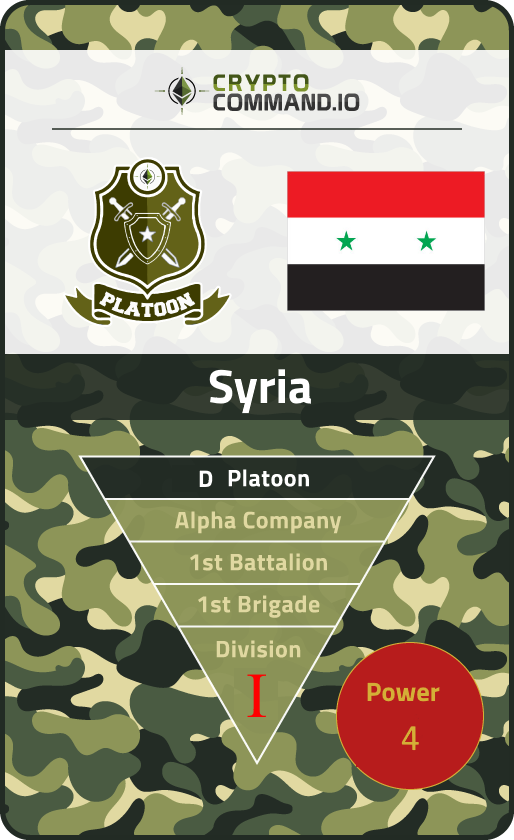 CRYPTO
COMMAND.IO
PLATOON
Syria
D Platoon
Alpha Company
1st Battalion
1st Brigade
Division
I
Power
4